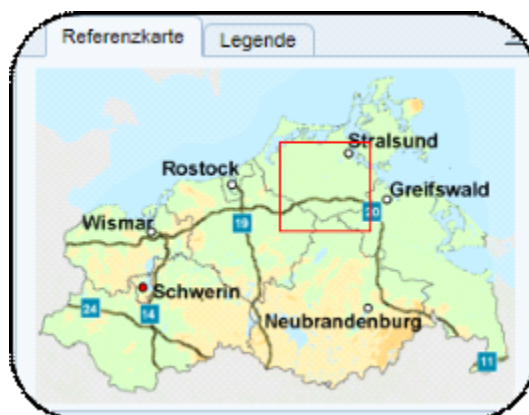 Referenzkarte Legende
Stralsund
Rostock
Greifswald
20
Wismar
19
Schwerin
24
14
Neubrandenburg
11